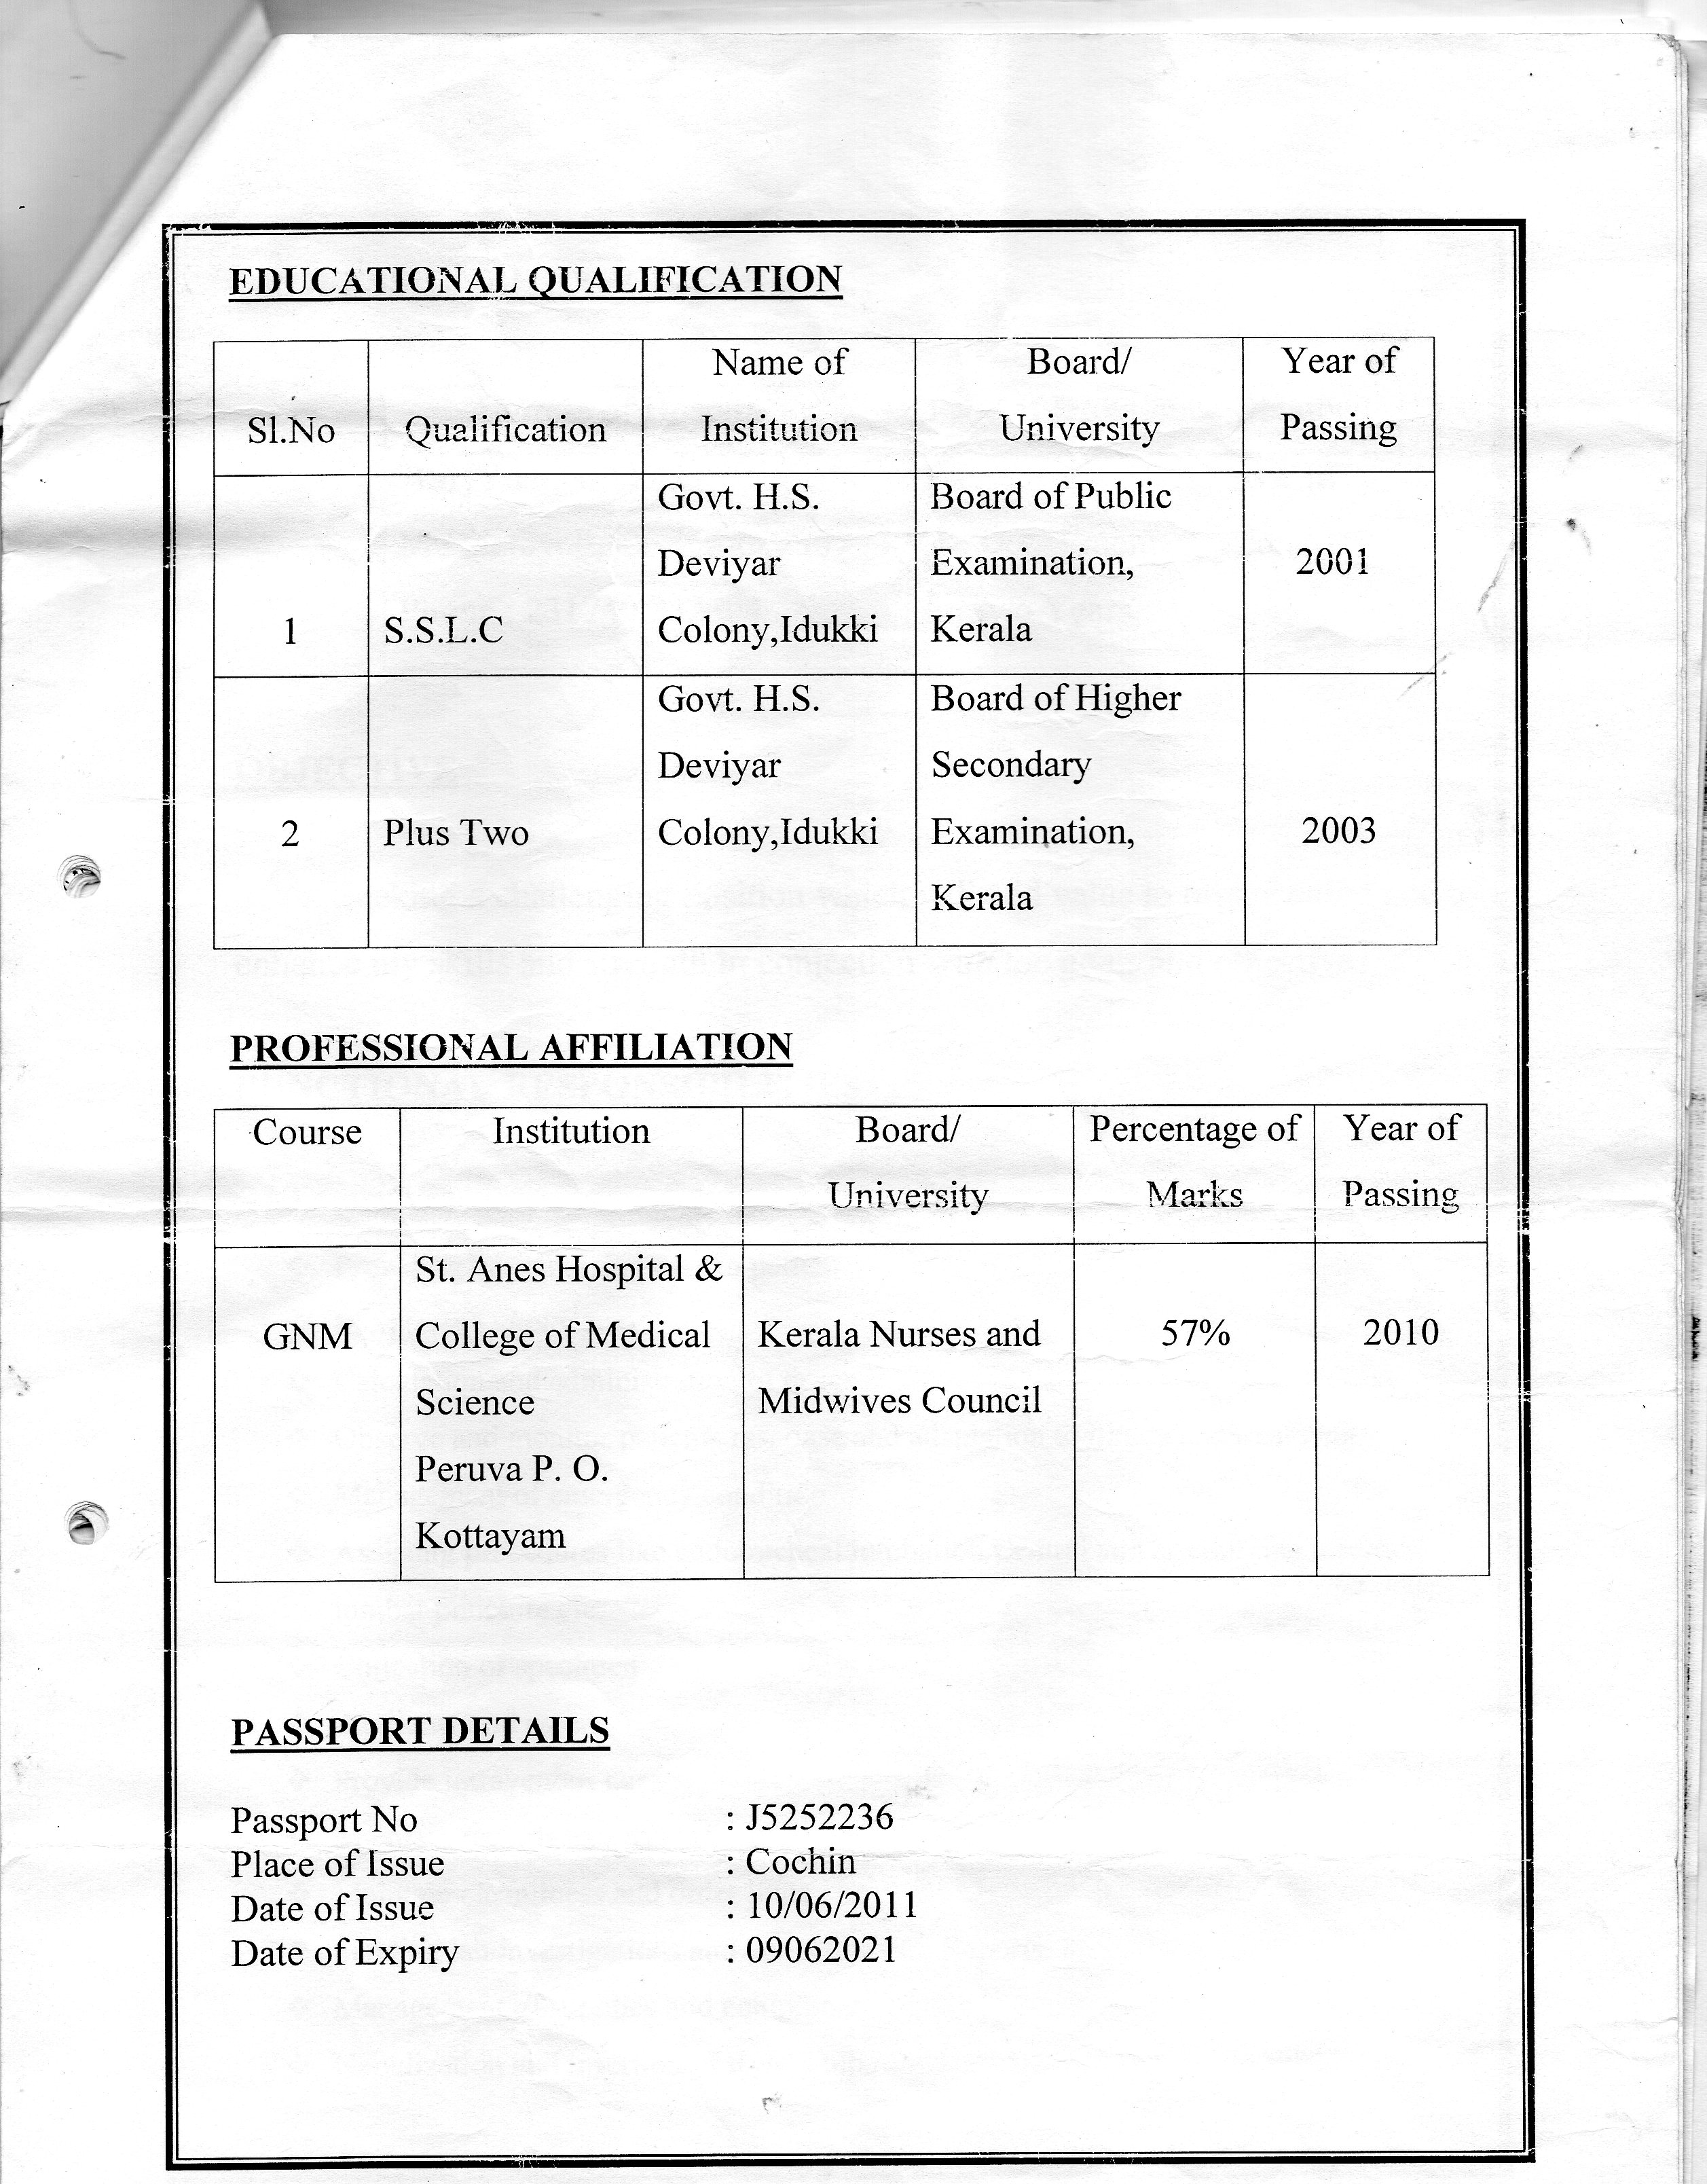 EDUCATIONAL QUALIFICATION
Sl.No Qualification Name of Institution Board/ University Year of Passing
1 S.S.L.C Govt. H.S. Deviyar Colony,Idukki Board of Public Examination, Kerala 2001
2 Plus Two Govt. H.S. Deviyar Colony,Idukki Board of Higher Secondary Examination, Kerala 2003
PROFESSIONAL AFFILIATION
Course Institution Board/ University Percentage of Marks Year of Passing
GNM St. Anes Hospital & College of Medical Science Peruva P. O. Kottayam Kerala Nurses and Midwives Council 57% 2010
PASSPORT DETAILS
Passport No : J5252236
Place of Issue : Cochin
Date of Issue : 10/06/2011
Date of Expiry : 09062021